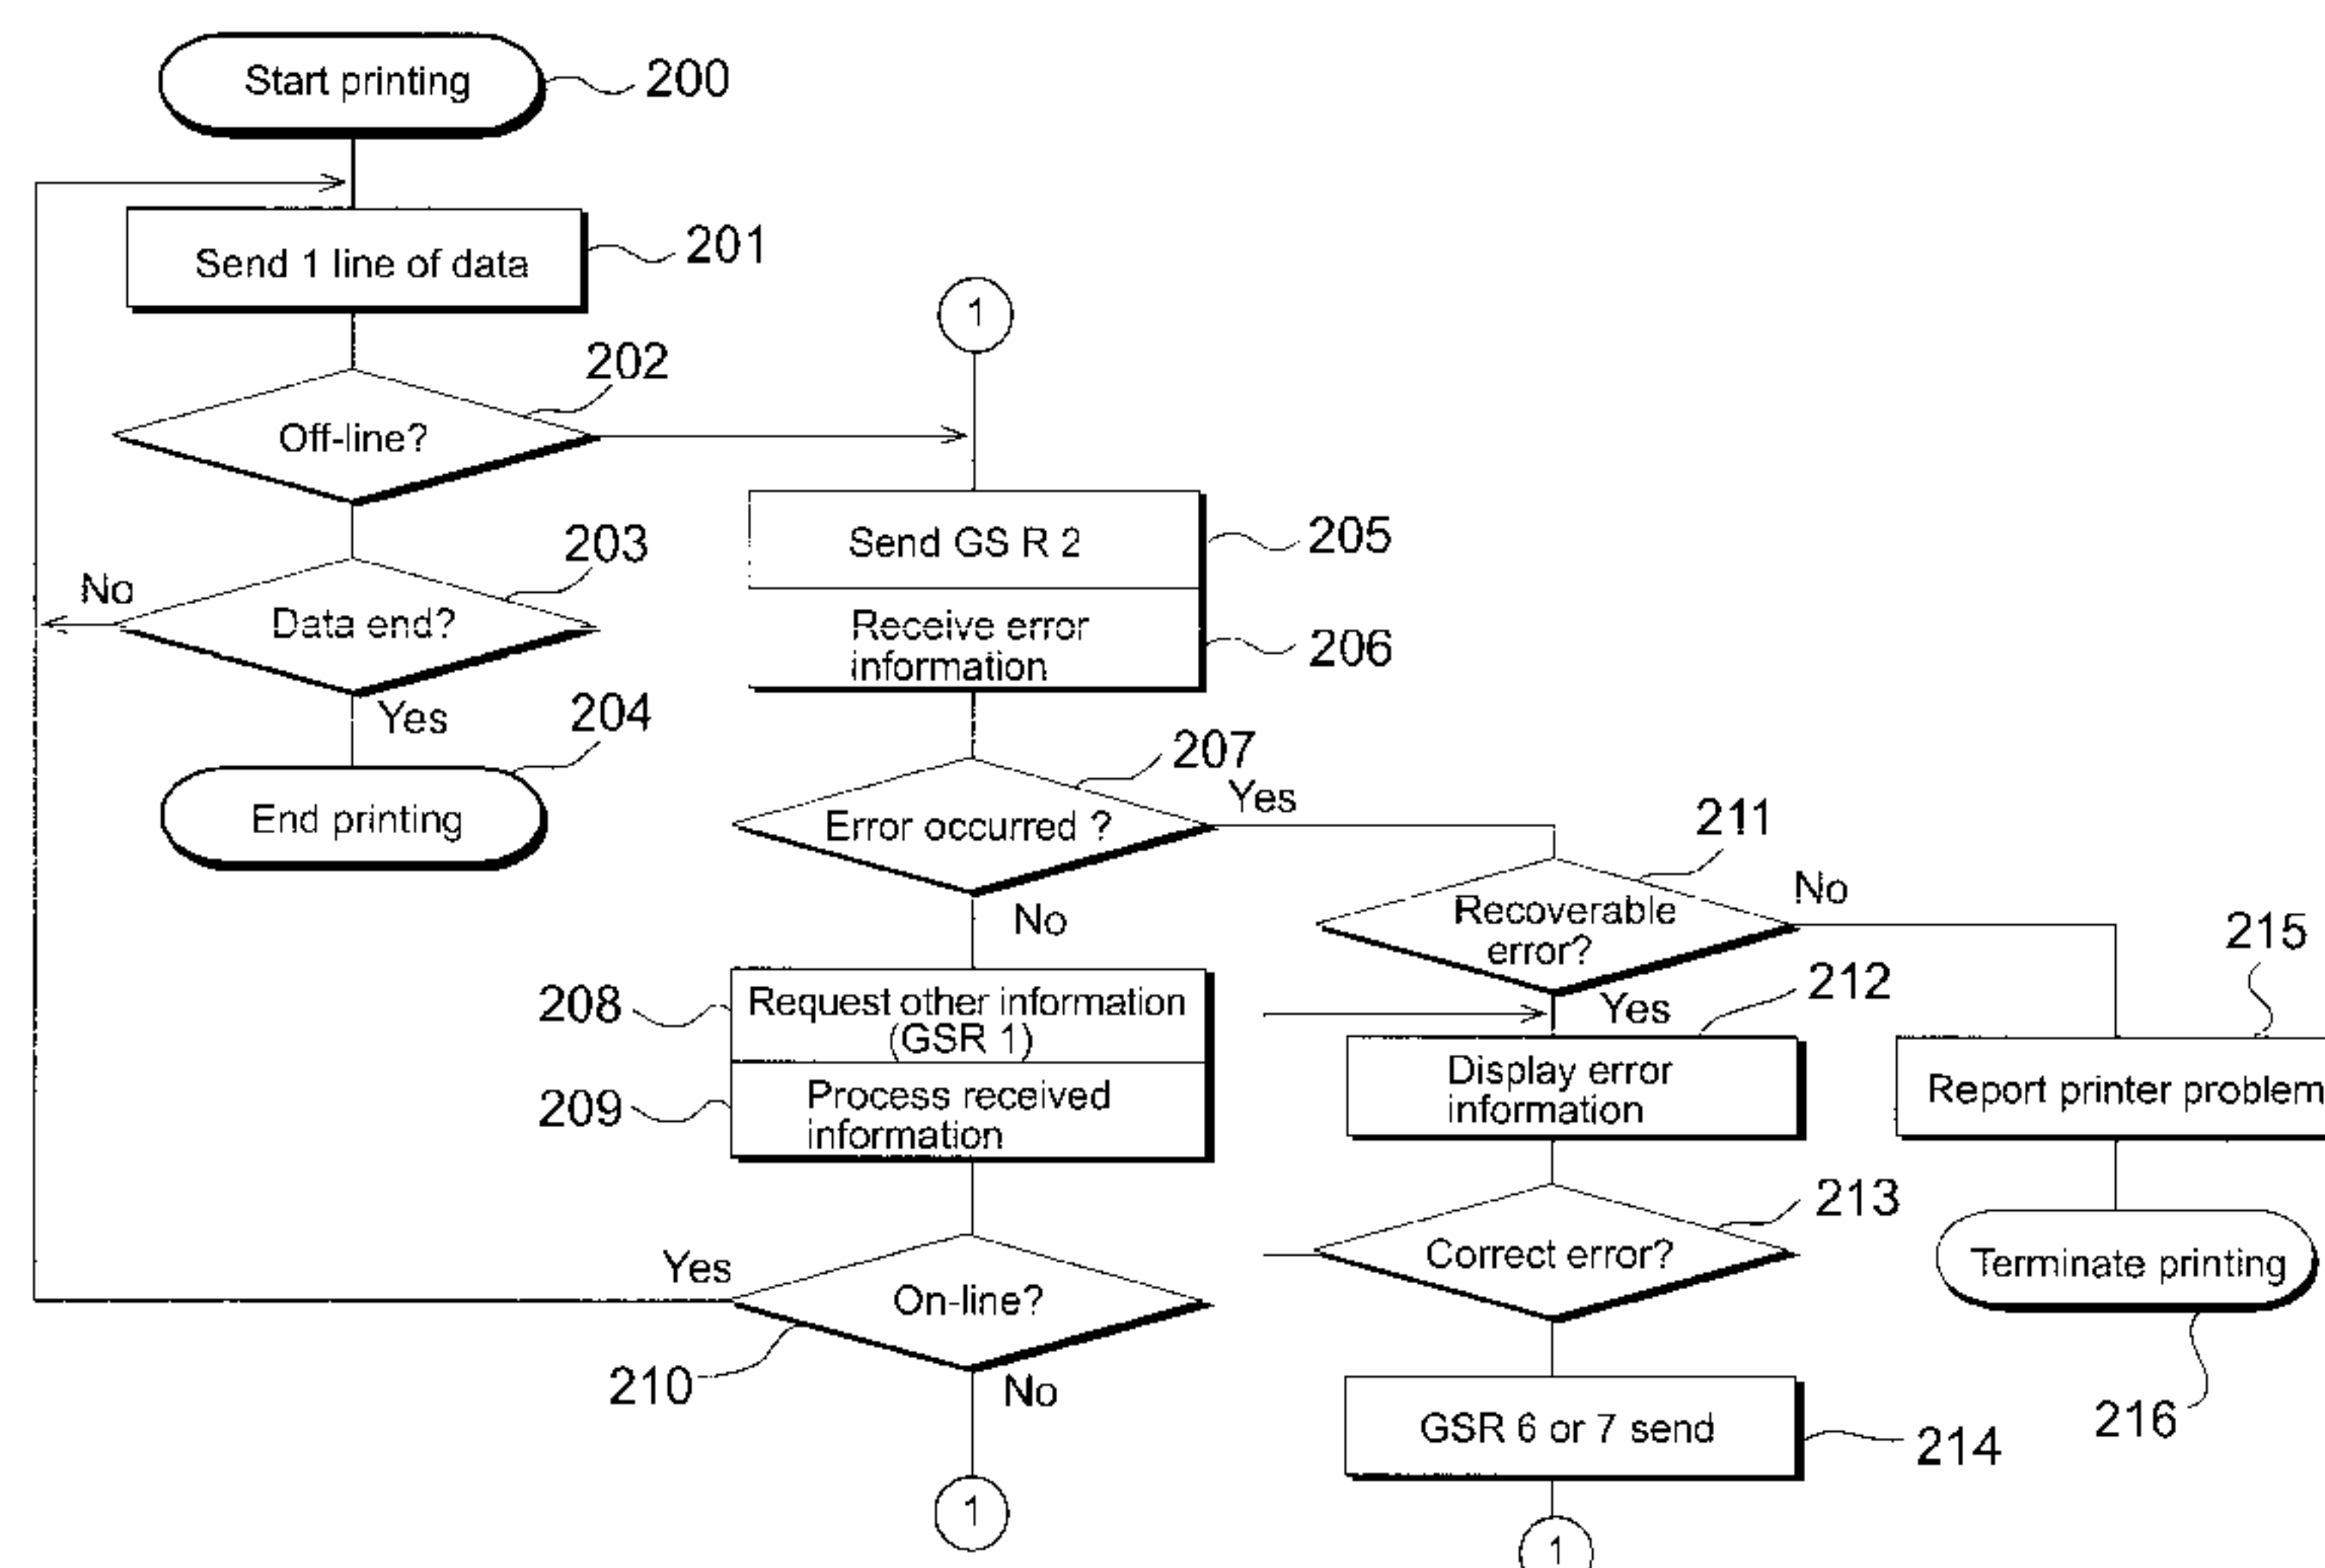 Start printing
200
Send 1 line of data
201
Off-line?
202
Data end?
203
No
Yes
End printing
204
1
Send GS R 2
205
Receive error
information
206
Error occurred ?
207
Yes
No
208
Request other information
(GSR 1)
209
Process received
information
On-line?
210
Yes
No
1
Recoverable
error?
211
No
Yes
212
Display error
information
Correct error?
213
GSR 6 or 7 send
214
1
215
Report printer problem
Terminate printing
216